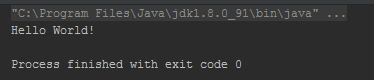 "C:\Program Files\Java\jdk1.8.0_91\bin\java" ...
Hello World!
Process finished with exit code 0